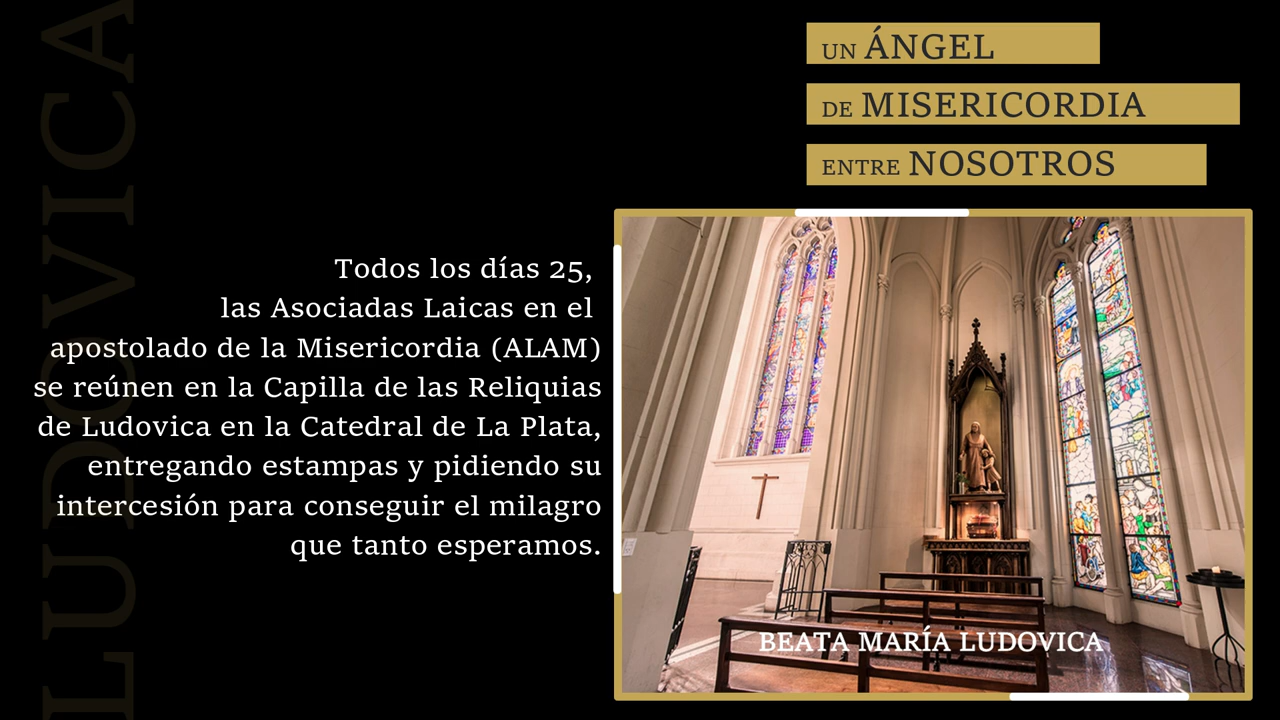 UN ÁNGEL
DE MISERICORDIA
ENTRE NOSOTROS
Todos los días 25,
las Asociadas Laicas en el
apostolado de la Misericordia (ALAM)
se reúnen en la Capilla de las Reliquias
de Ludovica en la Catedral de La Plata,
entregando estampas y pidiendo su
intercesión para conseguir el milagro
que tanto esperamos.
BEATA MARÍA LUDOVICA
LUDOVICA